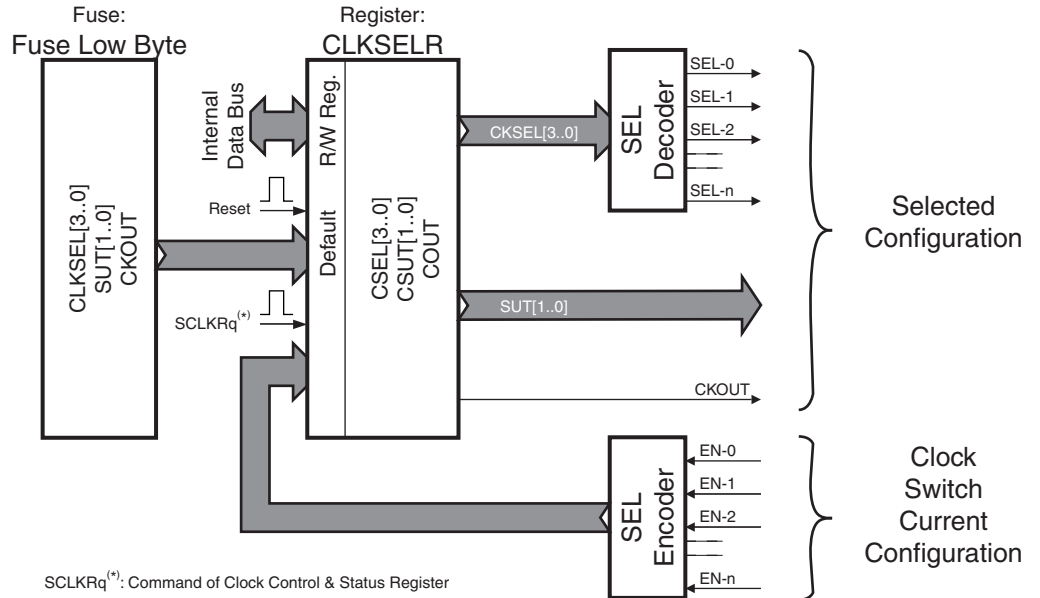 Fuse:
Fuse Low Byte
CLKSEL[3..0]
SUT[1..0]
CKOUT
Register:
CLKSELR
Internal
Data Bus
R/W Reg.
Reset
Default
SCLKRq(*)
CSEL[3..0]
CSUT[1..0]
COUT
CKSEL[3..0]
SUT[1..0]
CKOUT
SEL
Decoder
SEL-0
SEL-1
SEL-2
SEL-n
Selected
Configuration
SEL
Encoder
EN-0
EN-1
EN-2
EN-n
Clock
Switch
Current
Configuration
SCLKRq(*): Command of Clock Control & Status Register